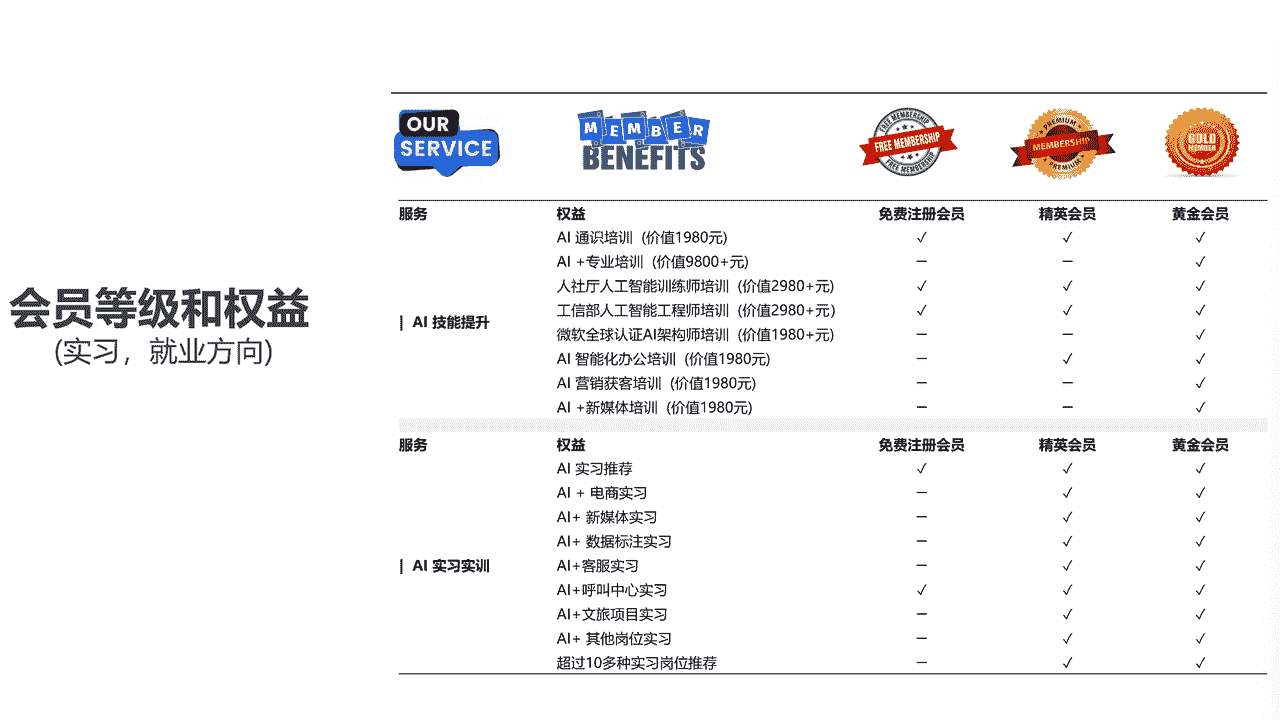 会员等级和权益
(实习，就业方向)
OUR SERVICE
MEMBER BENEFITS
FREE MEMBERSHIP
FREE MEMBERSHIP
FREE MEMBERSHIP
PREMIUM
MEMBERSHIP
PREMIUM
GOLD
MEMBER
服务 权益 免费注册会员 精英会员 黄金会员
AI 技能提升
AI 通识培训 (价值1980元) ✓ ✓ ✓
AI +专业培训 (价值9800+元) — — ✓
人社厅人工智能训练师培训 (价值2980+元) ✓ ✓ ✓
工信部人工智能工程师培训 (价值2980+元) ✓ ✓ ✓
微软全球认证AI架构师培训 (价值1980+元) — — ✓
AI 智能化办公培训 (价值1980元) — ✓ ✓
AI 营销获客培训 (价值1980元) — — ✓
AI +新媒体培训 (价值1980元) — — ✓
服务 权益 免费注册会员 精英会员 黄金会员
AI 实习实训
AI 实习推荐 ✓ ✓ ✓
AI + 电商实习 — ✓ ✓
AI+ 新媒体实习 — ✓ ✓
AI+ 数据标注实习 — ✓ ✓
AI+客服实习 — ✓ ✓
AI+呼叫中心实习 ✓ ✓ ✓
AI+文旅项目实习 — ✓ ✓
AI+ 其他岗位实习 — ✓ ✓
超过10多种实习岗位推荐 — ✓ ✓